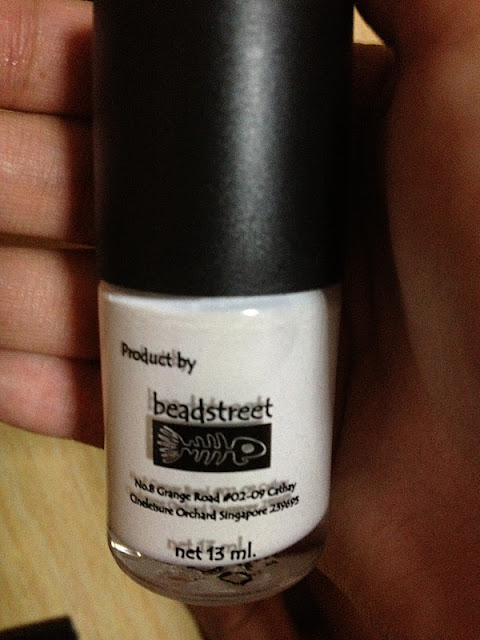 Product by
beadstreet
No.8 Grange Road #02-09 Cathay
Cineleisure Orchard Singapore 239695
net 13 ml.